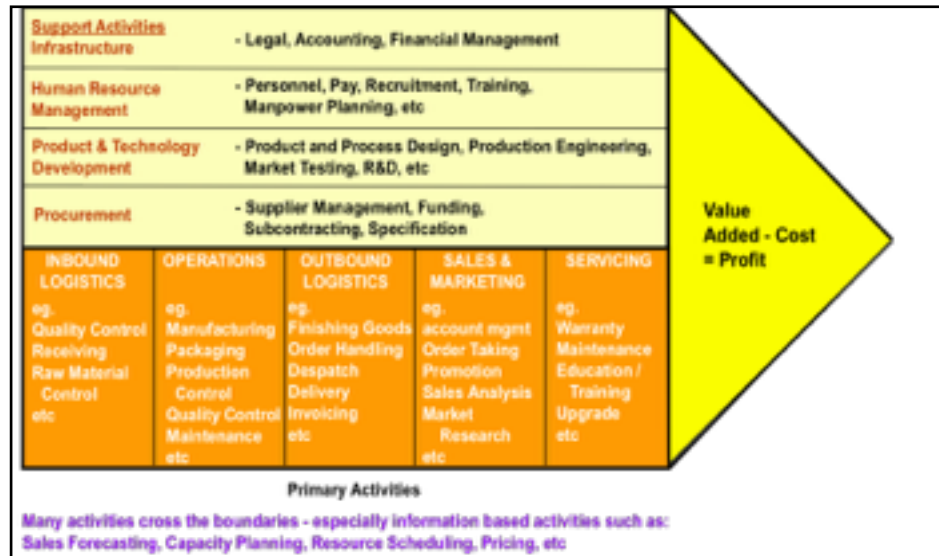 Support Activities
Infrastructure
- Legal, Accounting, Financial Management
Human Resource
Management
- Personnel, Pay, Recruitment, Training,
Manpower Planning, etc
Product & Technology
Development
- Product and Process Design, Production Engineering,
Market Testing, R&D, etc
Procurement
- Supplier Management, Funding,
Subcontracting, Specification
Value
Added - Cost
= Profit
INBOUND
LOGISTICS
eg.
Quality Control
Receiving
Raw Material
Control
etc
OPERATIONS
eg.
Manufacturing
Packaging
Production
Control
Quality Control
Maintenance
etc
OUTBOUND
LOGISTICS
eg.
Finishing Goods
Order Handling
Despatch
Delivery
Invoicing
etc
SALES &
MARKETING
eg.
account mgmt
Order Taking
Promotion
Sales Analysis
Market
Research
etc
SERVICING
eg.
Warranty
Maintenance
Education /
Training
Upgrade
etc
Primary Activities
Many activities cross the boundaries - especially information based activities such as:
Sales Forecasting, Capacity Planning, Resource Scheduling, Pricing, etc